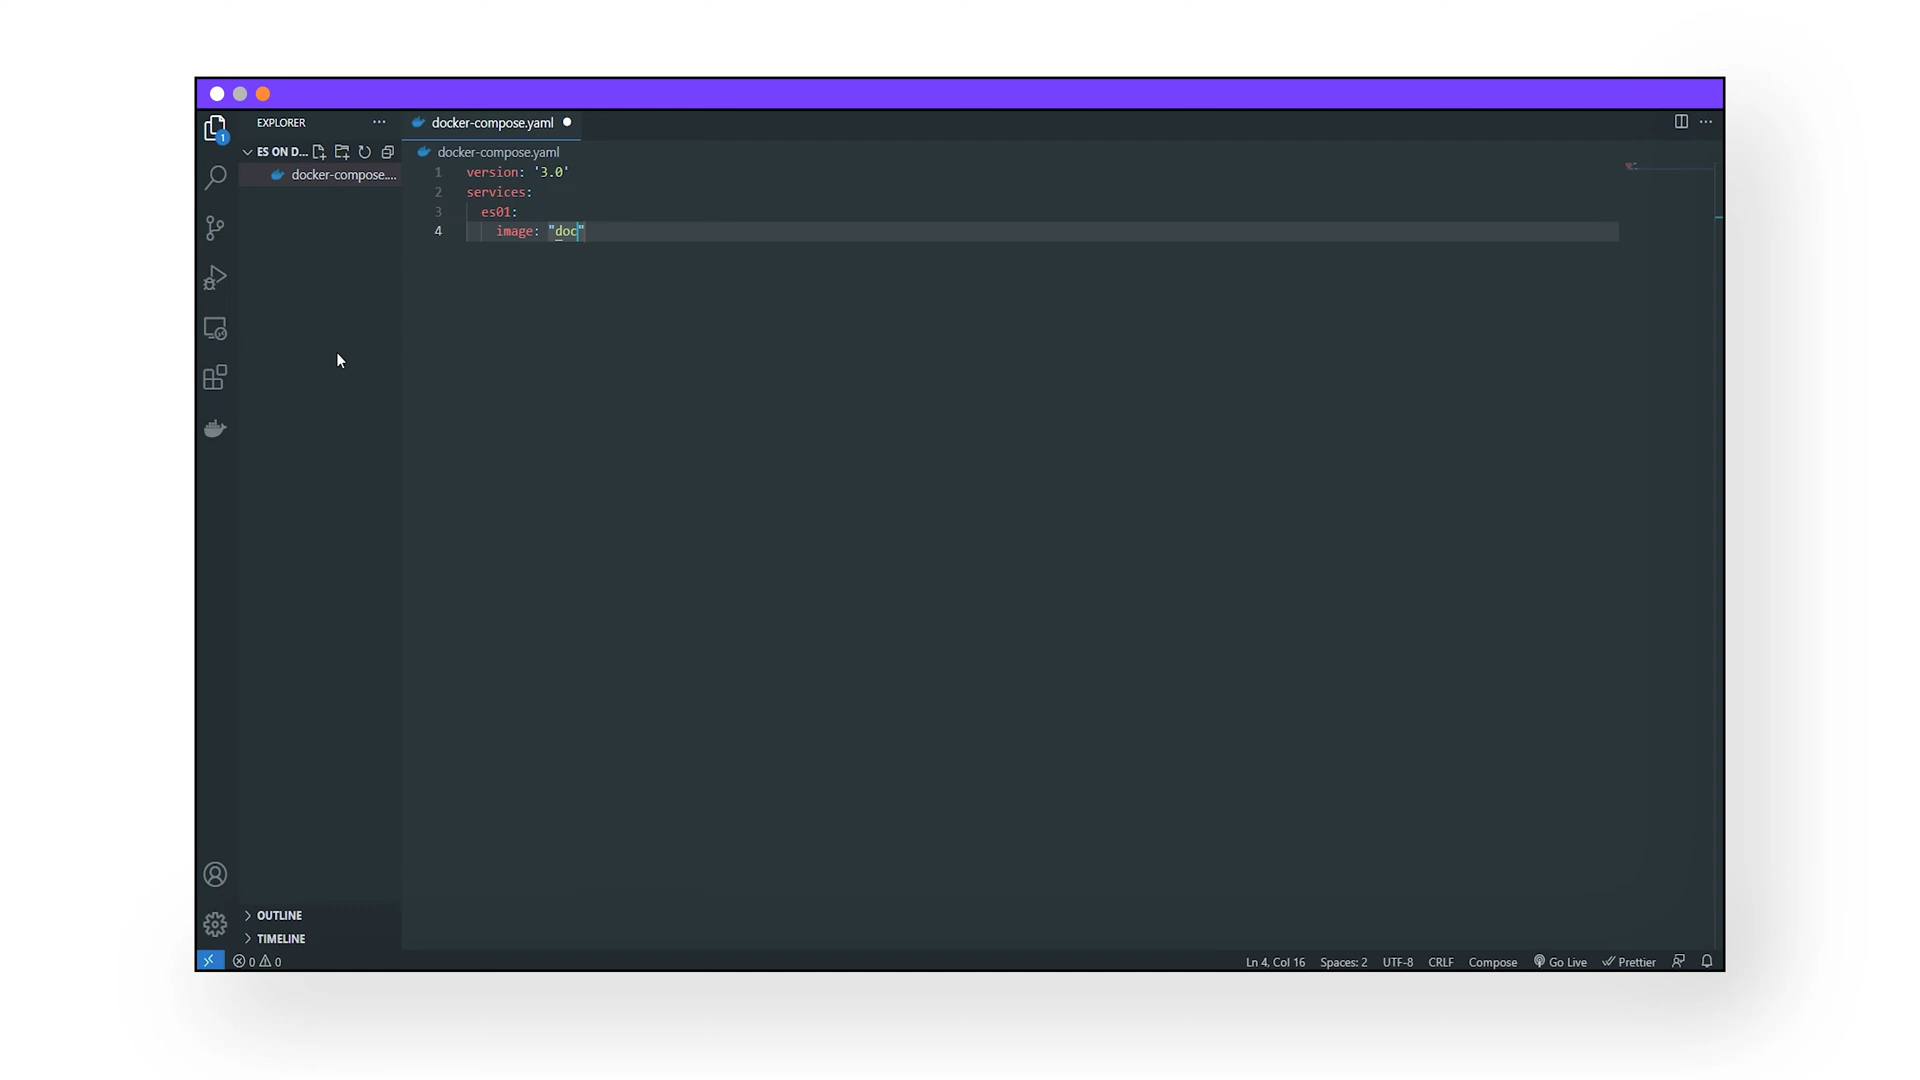 EXPLORER
docker-compose.yaml
1
ES ON D...
docker-compose.yaml
docker-compose....
1 version: '3.0'
2 services:
3 es01:
4 image: "doc"
OUTLINE
TIMELINE
0 0
Ln 4, Col 16 Spaces: 2 UTF-8 CRLF Compose Go Live Prettier